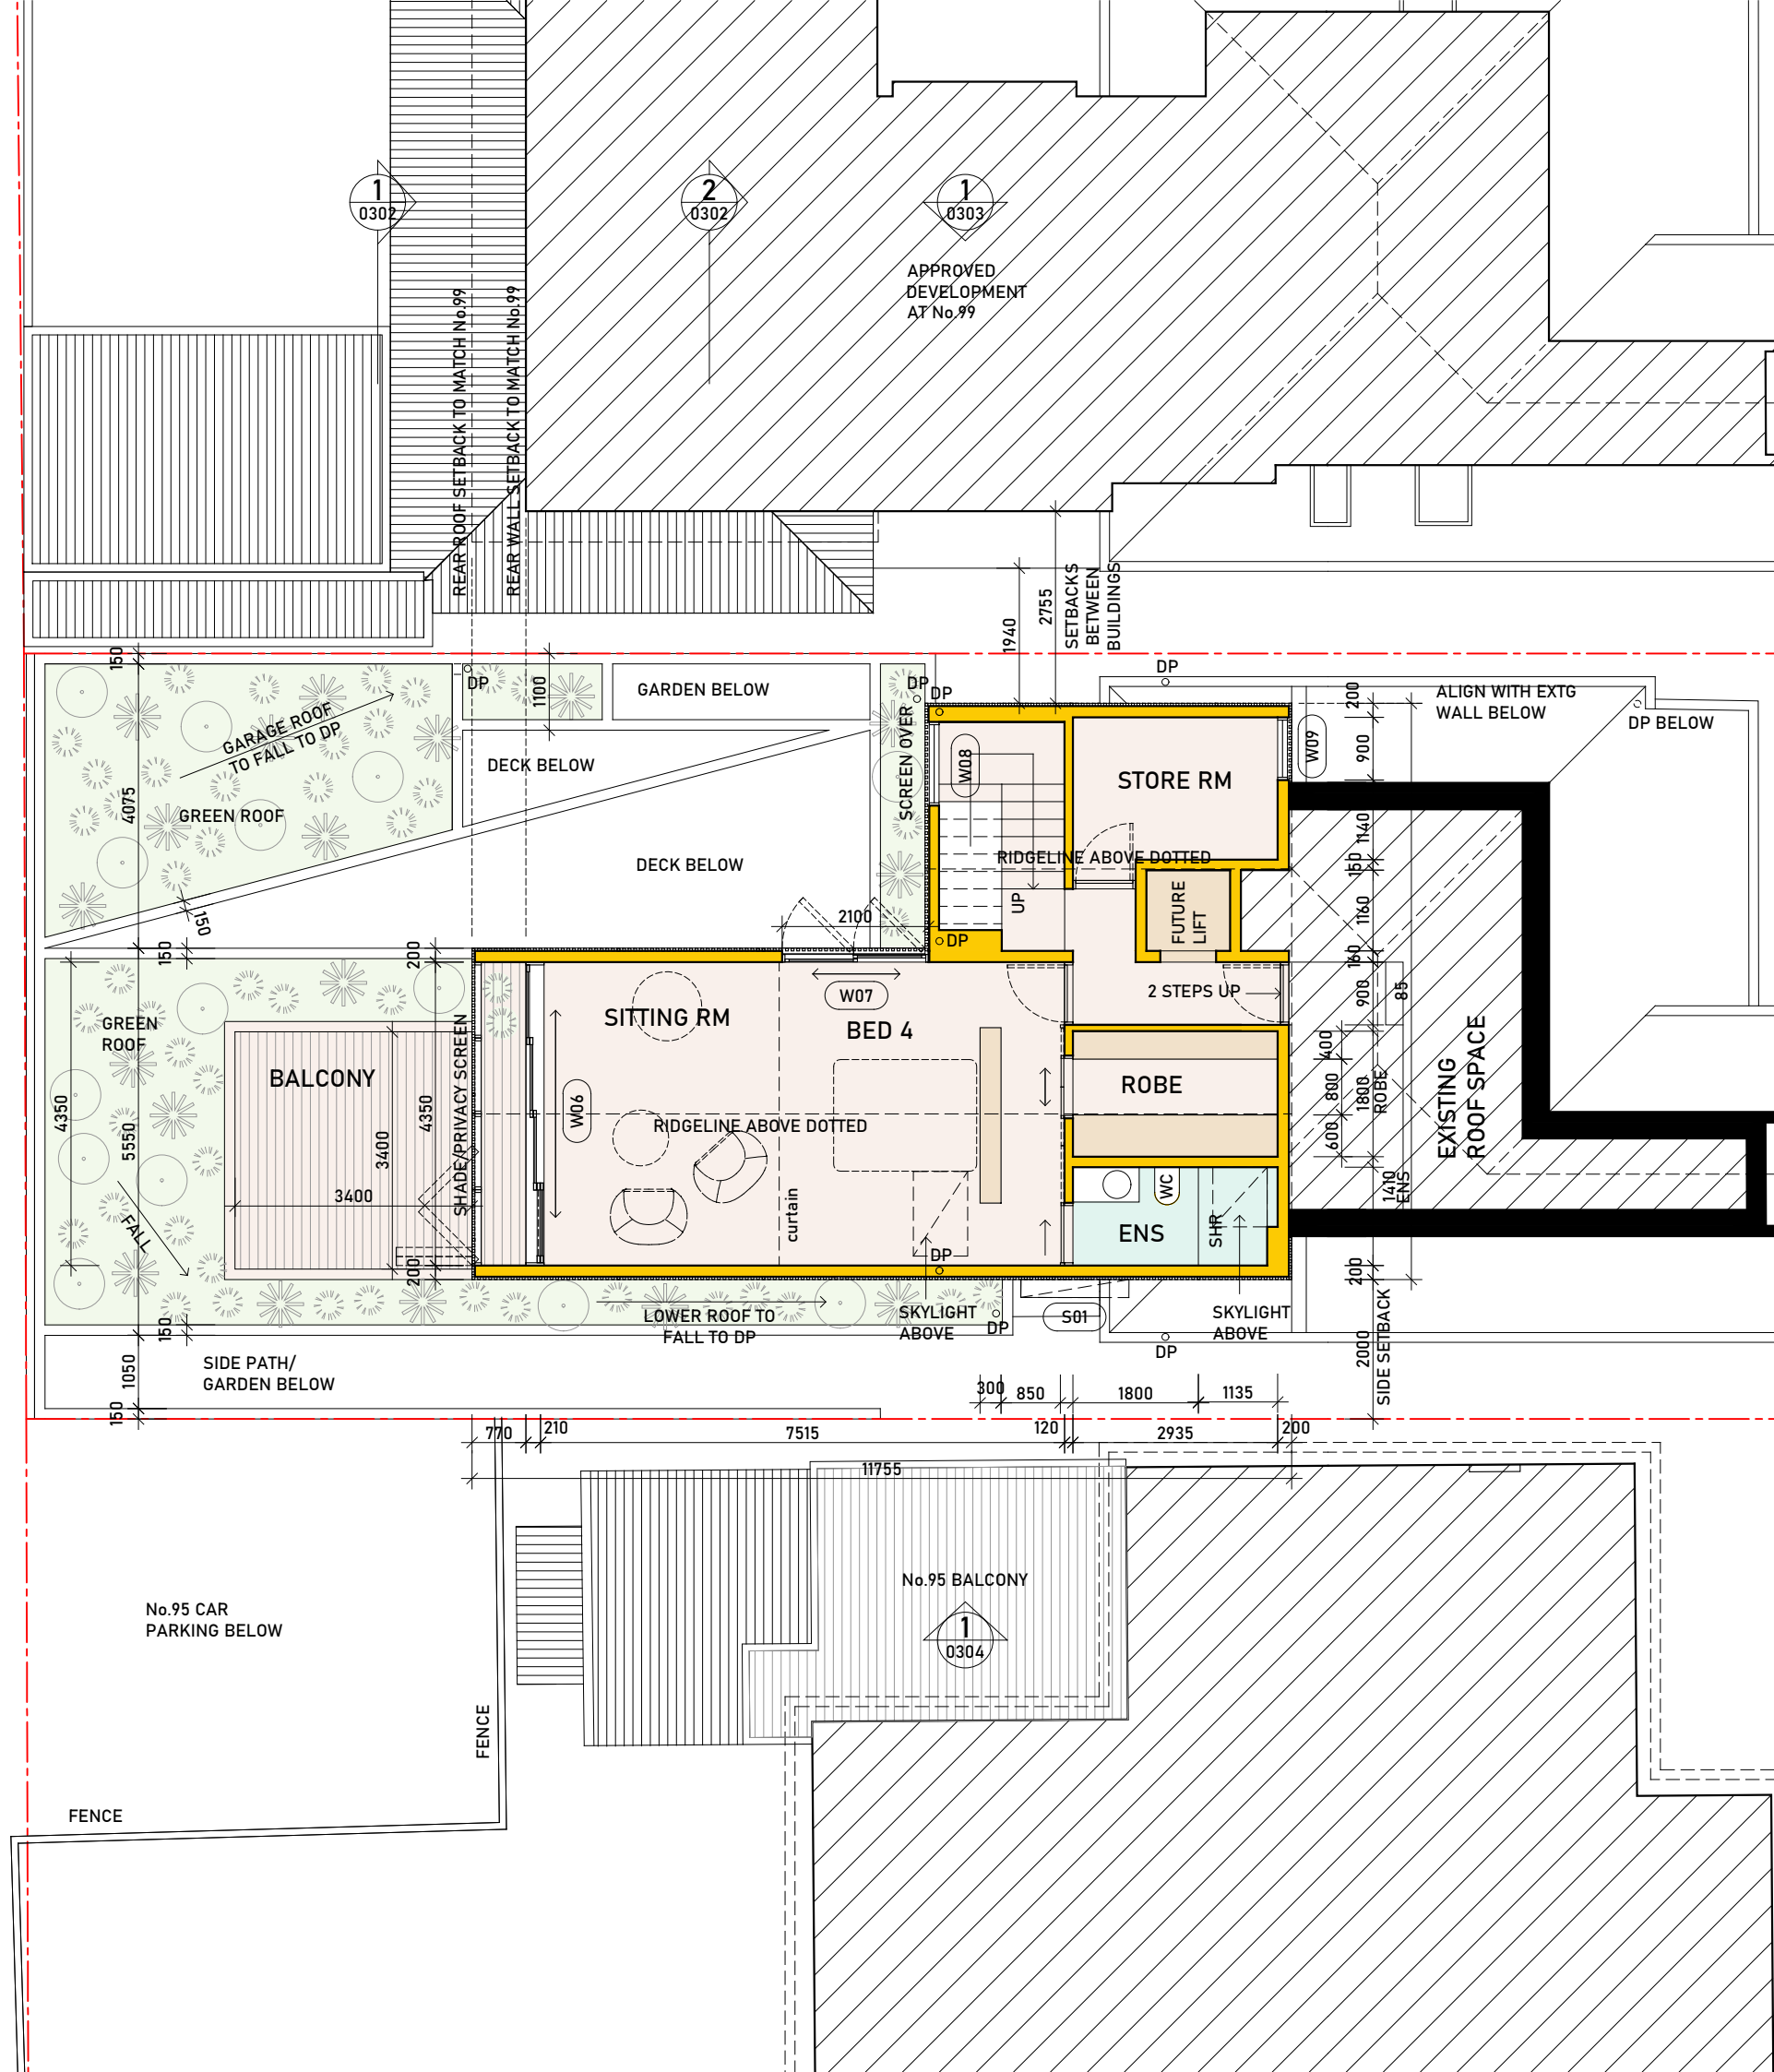 1
0302
2
0302
1
0303
APPROVED
DEVELOPMENT
AT No.99
REAR ROOF SETBACK TO MATCH No.99
REAR WALL SETBACK TO MATCH No.99
1940
2755
SETBACKS
BETWEEN
BUILDINGS
150
DP
1100
GARDEN BELOW
DP
DP
DP
200
ALIGN WITH EXTG
WALL BELOW
DP BELOW
GARAGE ROOF
TO FALL TO DP
DECK BELOW
SCREEN OVER
W08
STORE RM
W09
900
4075
GREEN ROOF
DECK BELOW
RIDGELINE ABOVE DOTTED
1140
150
UP
FUTURE
LIFT
1160
150
2100
DP
150
200
160
2 STEPS UP
900
85
GREEN
ROOF
SITTING RM
W07
BED 4
BALCONY
SHADE/PRIVACY SCREEN
W06
ROBE
400
800
600
1800
ROBE
EXISTING
ROOF SPACE
4350
5550
3400
4350
RIDGELINE ABOVE DOTTED
3400
curtain
WC
1410
ENS
FALL
ENS
SHR
200
DP
200
150
LOWER ROOF TO
FALL TO DP
SKYLIGHT
ABOVE
DP
S01
SKYLIGHT
ABOVE
DP
2000
SIDE SETBACK
SIDE PATH/
GARDEN BELOW
1050
150
300
850
1800
1135
770
210
7515
120
2935
200
11755
No.95 BALCONY
1
0304
No.95 CAR
PARKING BELOW
FENCE
FENCE